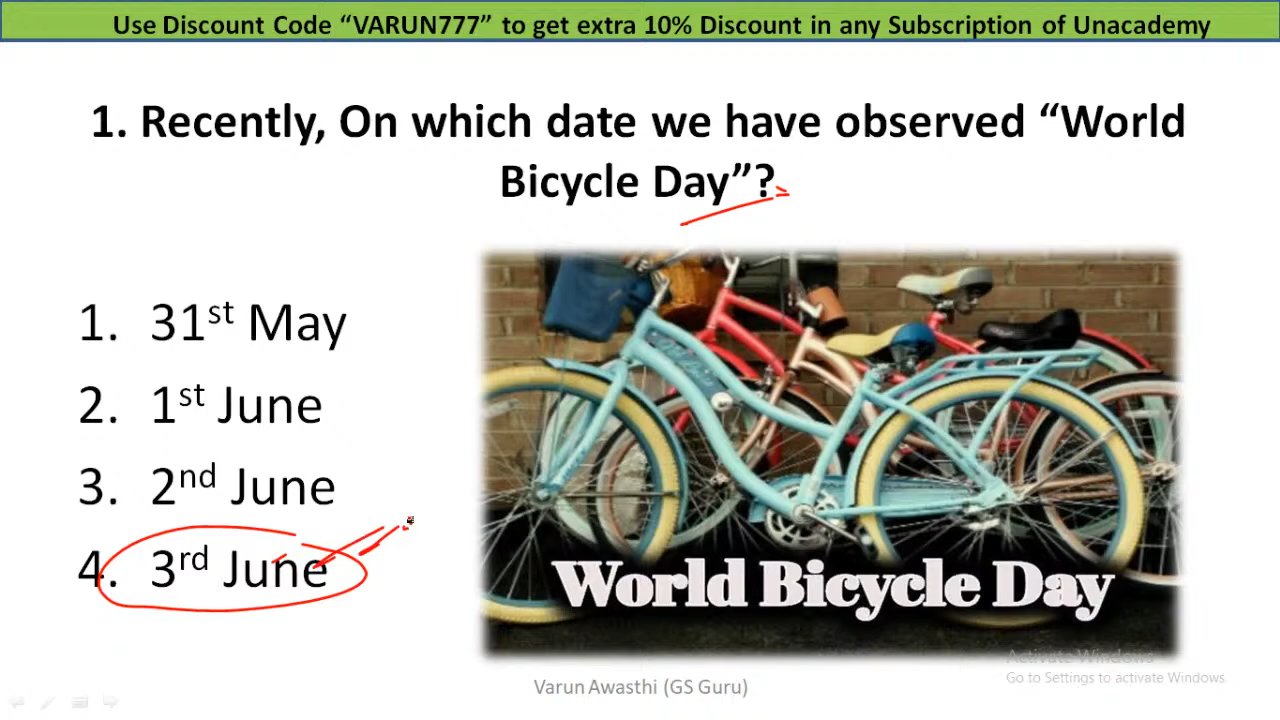 Use Discount Code “VARUN777” to get extra 10% Discount in any Subscription of Unacademy
1. Recently, On which date we have observed “World
Bicycle Day”?
1. 31st May
2. 1st June
3. 2nd June
4. 3rd June
World Bicycle Day
Activate Windows
Go to Settings to activate Windows.
Varun Awasthi (GS Guru)